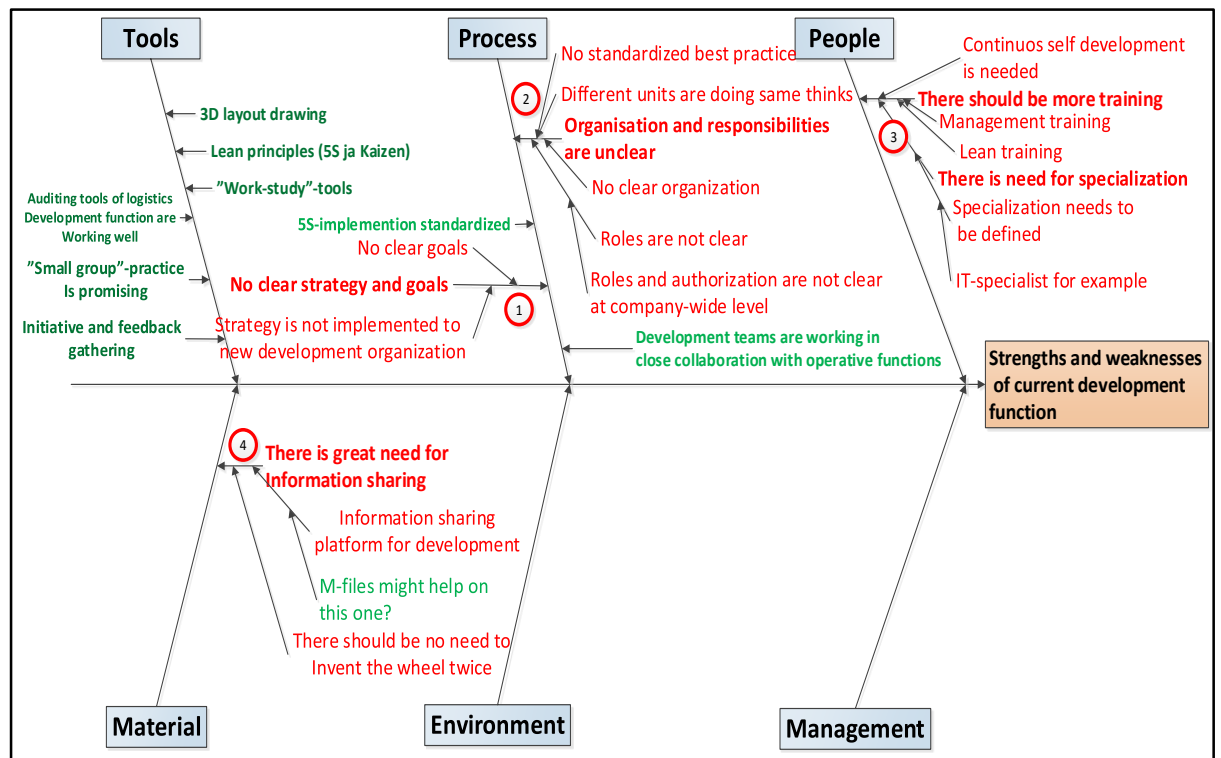 Tools
3D layout drawing
Lean principles (5S ja Kaizen)
”Work-study”-tools
Auditing tools of logistics
Development function are
Working well
”Small group”-practice
Is promising
Initiative and feedback
gathering
Process
2
No standardized best practice
Different units are doing same thinks
Organisation and responsibilities
are unclear
No clear organization
Roles are not clear
Roles and authorization are not clear
at company-wide level
5S-implemention standardized
No clear goals
No clear strategy and goals
1
Strategy is not implemented to
new development organization
Development teams are working in
close collaboration with operative functions
People
Continuos self development
is needed
There should be more training
Management training
3
Lean training
There is need for specialization
Specialization needs to
be defined
IT-specialist for example
Strengths and weaknesses
of current development
function
4
There is great need for
Information sharing
Information sharing
platform for development
M-files might help on
this one?
There should be no need to
Invent the wheel twice
Material
Environment
Management